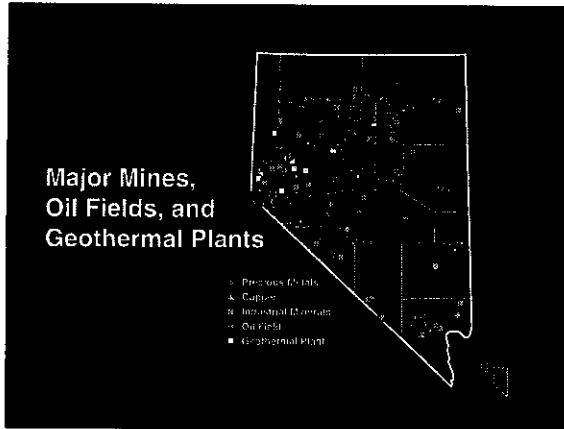 Major Mines,
Oil Fields, and
Geothermal Plants
Precious Metals
Copper
Industrial Minerals
Oil Field
Geothermal Plant